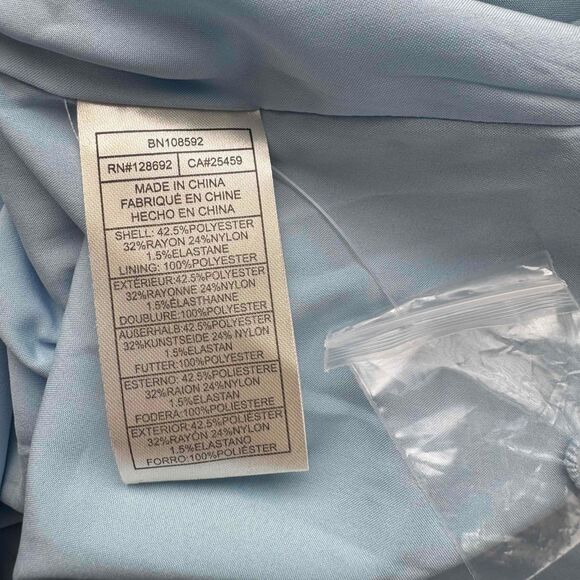 BN108592
RN#128692 CA#25459
MADE IN CHINA
FABRIQUÉ EN CHINE
HECHO EN CHINA
SHELL: 42.5%POLYESTER
32%RAYON 24%NYLON
1.5%ELASTANE
LINING: 100%POLYESTER
EXTÉRIEUR:42.5%POLYESTER
32%RAYONNE 24%NYLON
1.5%ÉLASTHANNE
DOUBLURE:100%POLYESTER
AUßERHALB:42.5%POLYESTER
32%KUNSTSEIDE 24% NYLON
1.5%ELASTAN
FUTTER: 100%POLYESTER
ESTERNO: 42.5%POLIESTERE
32%RAION 24%NYLON
1.5%ELASTAN
FODERA:100%POLIESTERE
EXTERIOR: 42.5%POLIÉSTER
32%RAYÓN 24% NYLON
1.5%ELASTANO
FORRO:100%POLIÉSTER